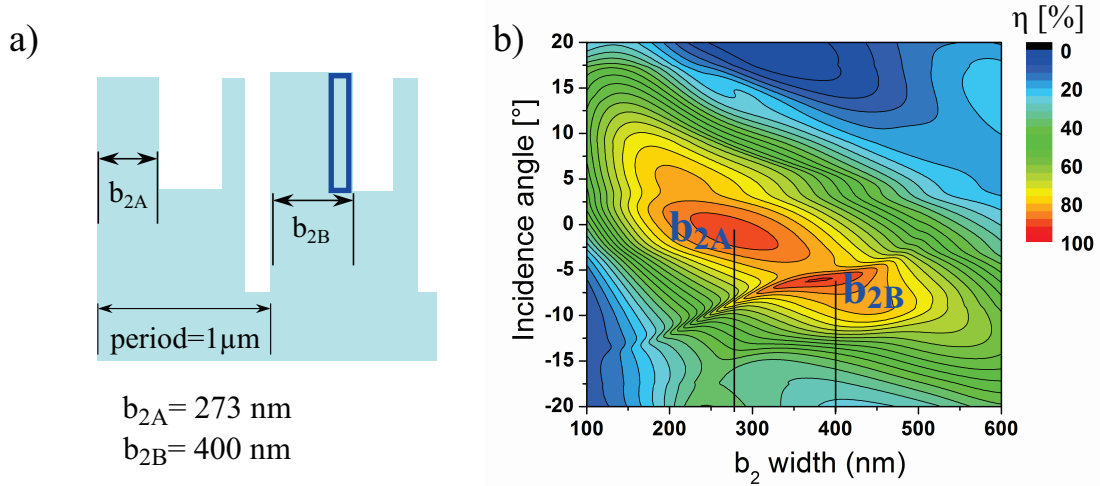 a)
b₂A
b₂B
period=1μm
b₂A= 273 nm
b₂B= 400 nm
b)
η [%]
0
20
40
60
80
100
20
15
10
5
0
-5
-10
-15
-20
Incidence angle [°]
b₂A
b₂B
100
200
300
400
500
600
b₂ width (nm)